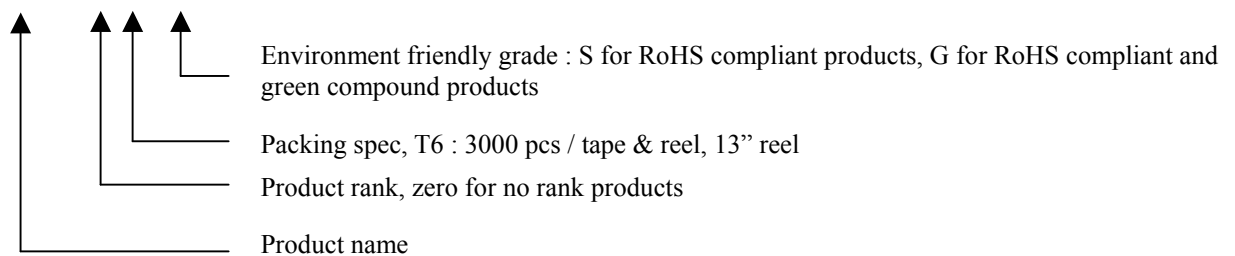 Environment friendly grade : S for RoHS compliant products, G for RoHS compliant and
green compound products
Packing spec, T6 : 3000 pcs / tape & reel, 13” reel
Product rank, zero for no rank products
Product name